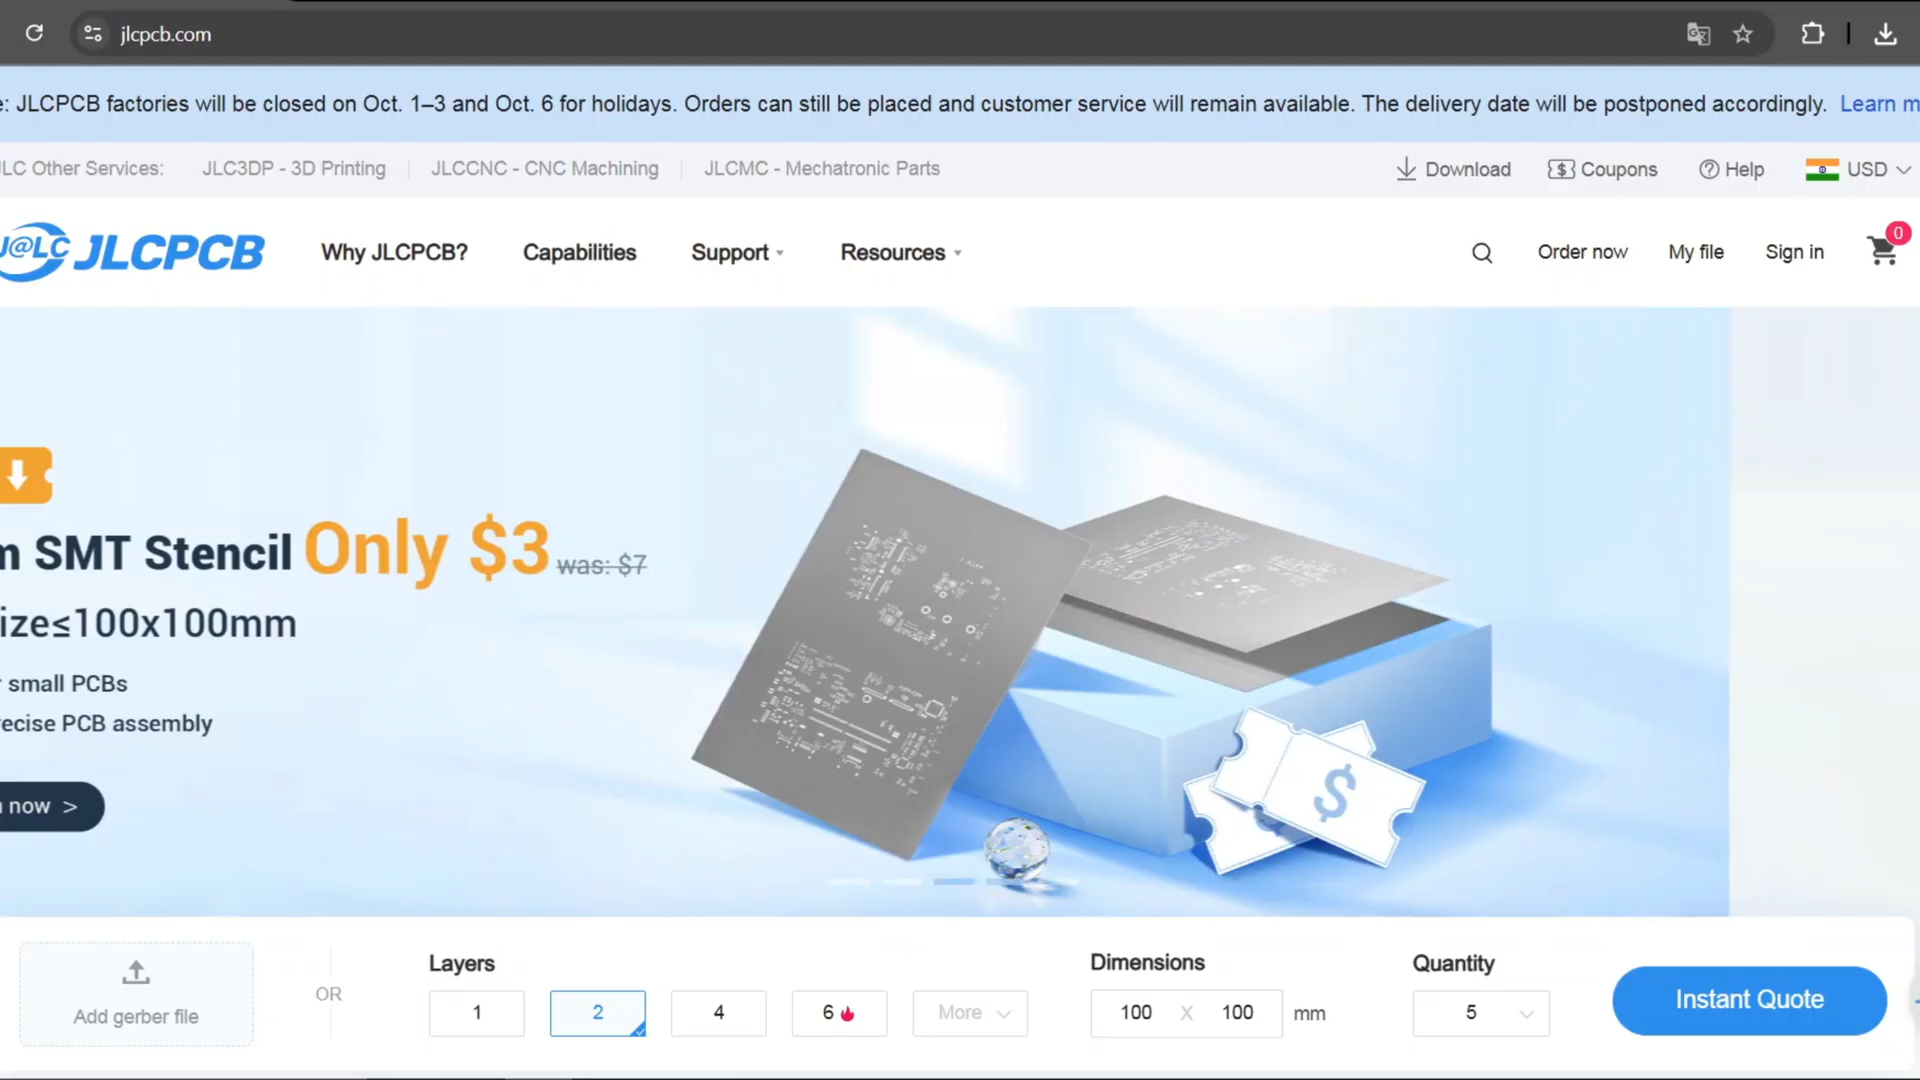 jlcpcb.com
JLCPCB factories will be closed on Oct. 1–3 and Oct. 6 for holidays. Orders can still be placed and customer service will remain available. The delivery date will be postponed accordingly. Learn m
LC Other Services: JLC3DP - 3D Printing JLCCNC - CNC Machining JLCMC - Mechatronic Parts Download Coupons Help USD
J@LC JLCPCB Why JLCPCB? Capabilities Support Resources Order now My file Sign in 0
m SMT Stencil Only $3 was: $7
ize≤100x100mm
small PCBs
recise PCB assembly
now >
$
Layers Dimensions Quantity
Add gerber file OR 1 2 4 6 More 100 X 100 mm 5 Instant Quote